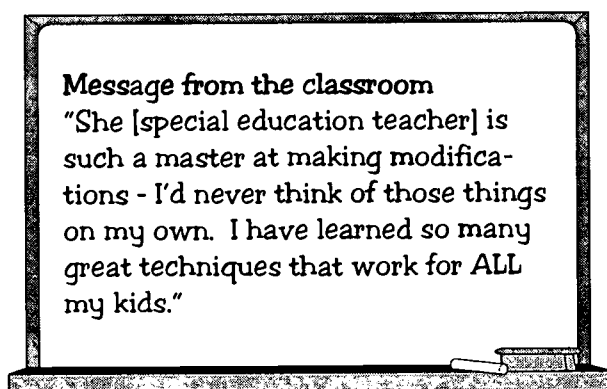 Message from the classroom
"She [special education teacher] is
such a master at making modifica-
tions - I'd never think of those things
on my own.  I have learned so many
great techniques that work for ALL
my kids."